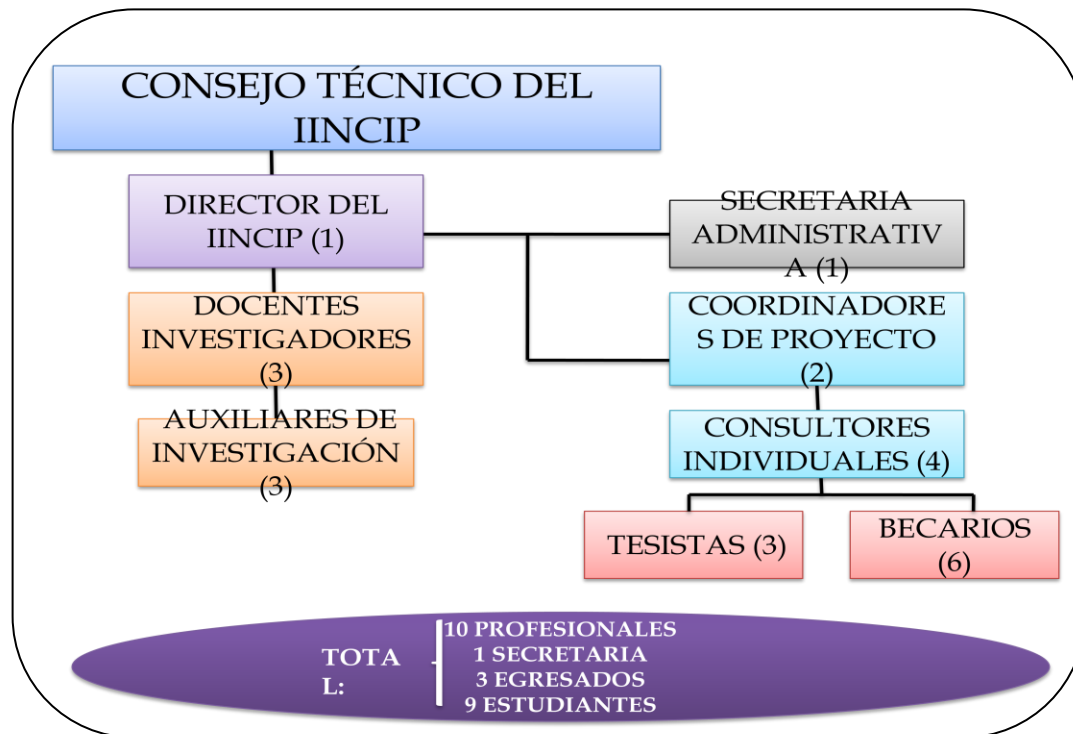 CONSEJO TÉCNICO DEL
IINCIP
DIRECTOR DEL
IINCIP (1)
SECRETARIA
ADMINISTRATIV
A (1)
DOCENTES
INVESTIGADORES
(3)
COORDINADORE
S DE PROYECTO
(2)
AUXILIARES DE
INVESTIGACIÓN
(3)
CONSULTORES
INDIVIDUALES (4)
TESISTAS (3)
BECARIOS
(6)
TOTA
L:
10 PROFESIONALES
1 SECRETARIA
3 EGRESADOS
9 ESTUDIANTES